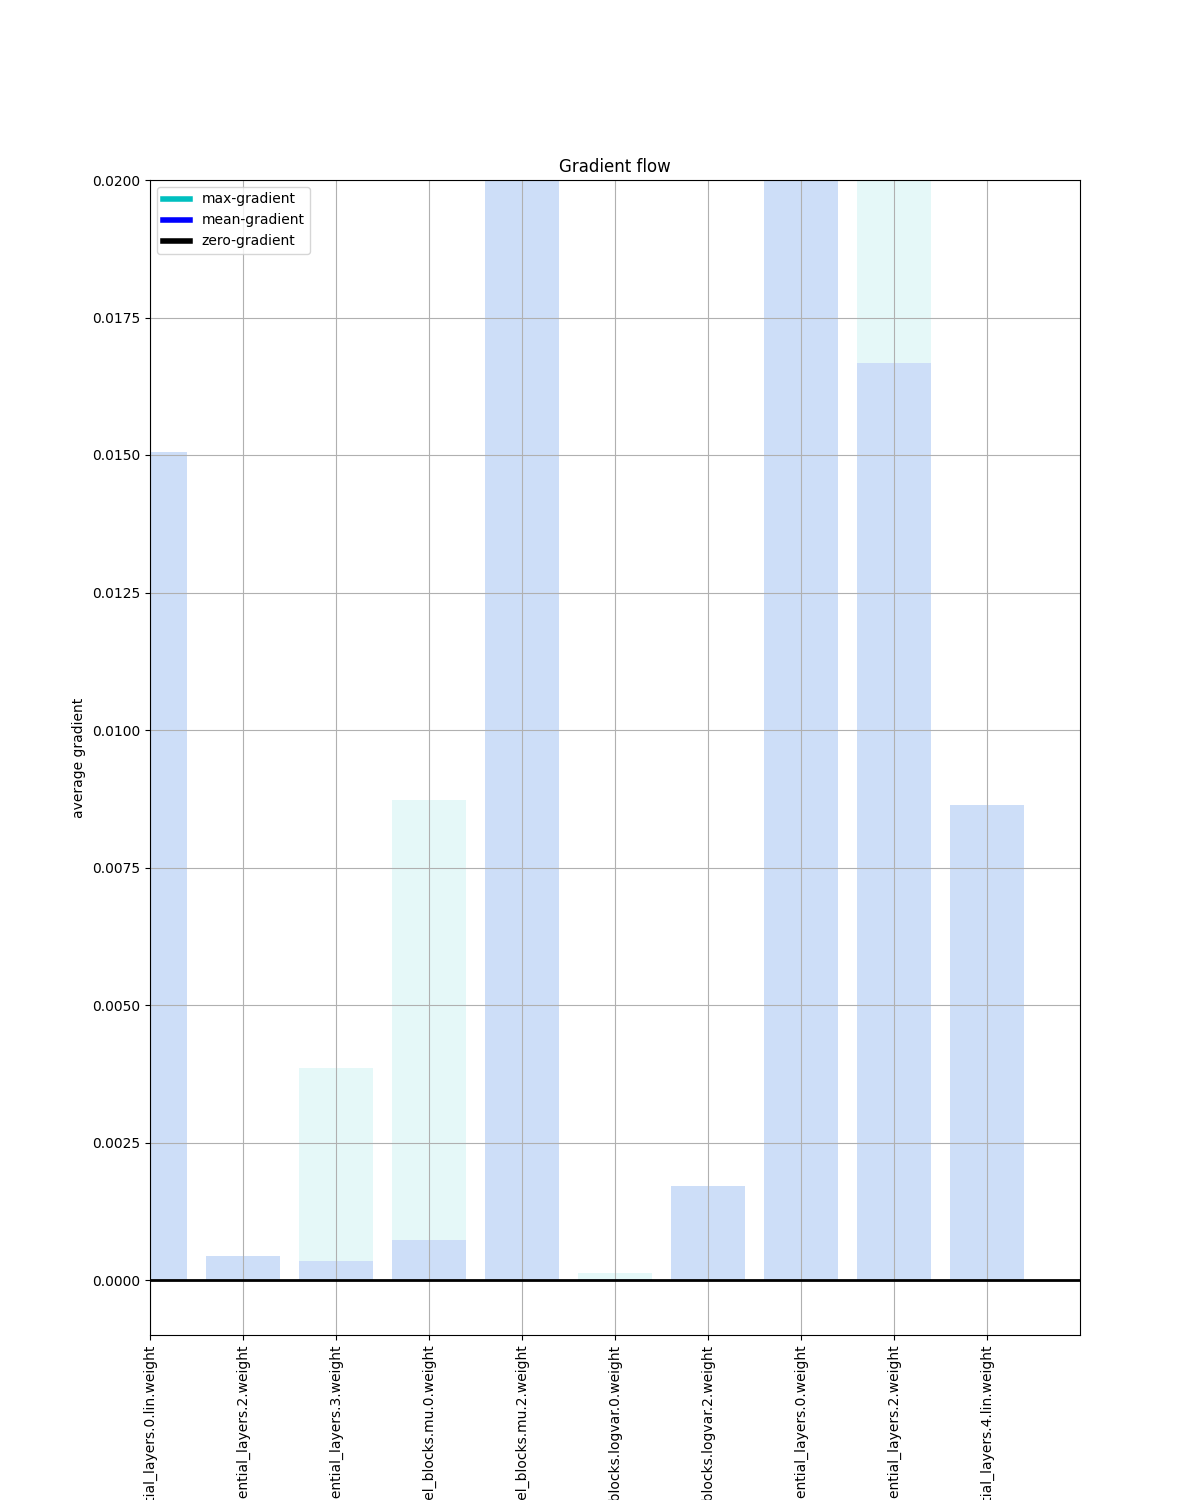 Gradient flow
max-gradient
mean-gradient
zero-gradient
0.0200
0.0175
0.0150
0.0125
0.0100
0.0075
0.0050
0.0025
0.0000
average gradient
tial_layers.0.lin.weight
ential_layers.2.weight
ential_layers.3.weight
el_blocks.mu.0.weight
el_blocks.mu.2.weight
blocks.logvar.0.weight
blocks.logvar.2.weight
ential_layers.0.weight
ential_layers.2.weight
tial_layers.4.lin.weight